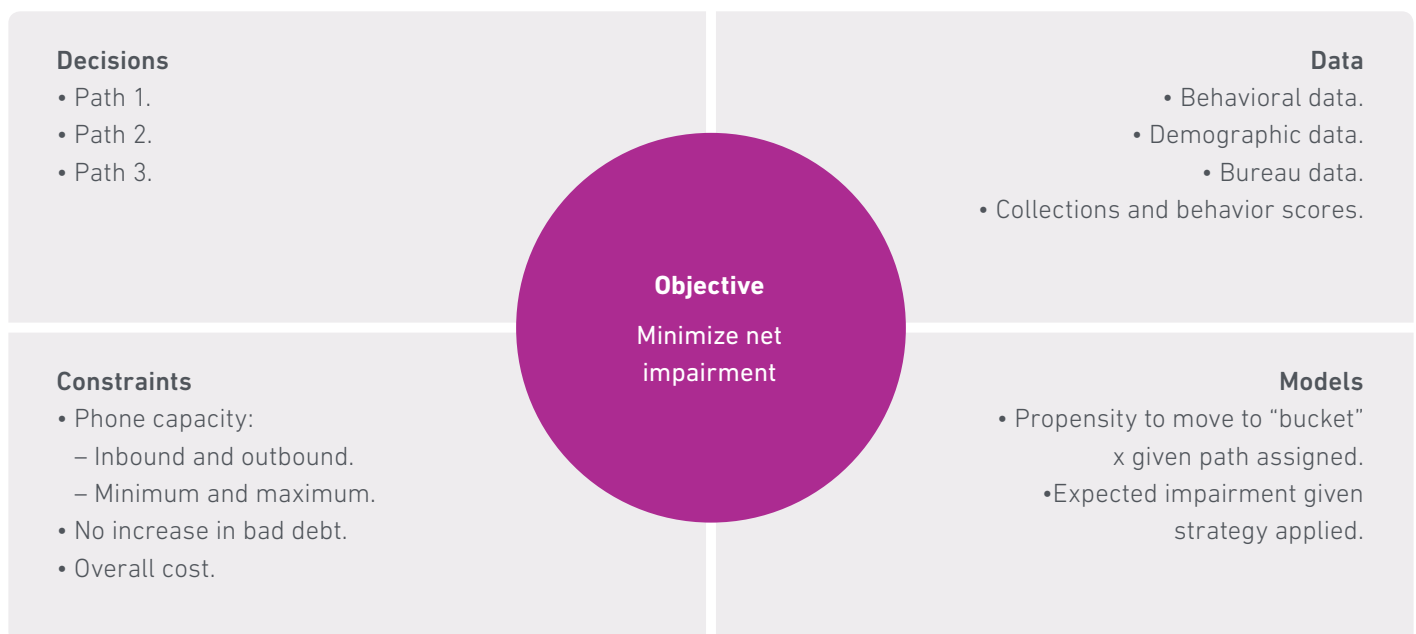 Decisions
• Path 1.
• Path 2.
• Path 3.
Data
• Behavioral data.
• Demographic data.
• Bureau data.
• Collections and behavior scores.
Objective
Minimize net
impairment
Constraints
• Phone capacity:
– Inbound and outbound.
– Minimum and maximum.
• No increase in bad debt.
• Overall cost.
Models
• Propensity to move to “bucket”
x given path assigned.
•Expected impairment given
strategy applied.